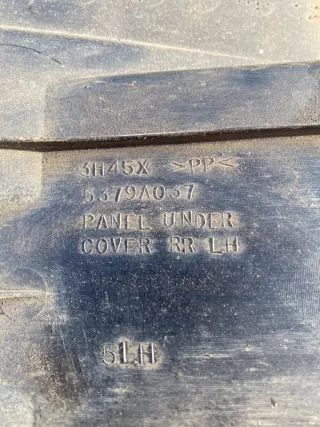 3H45X >PP<
5379A037
PANEL UNDER
COVER RR LH
5LH